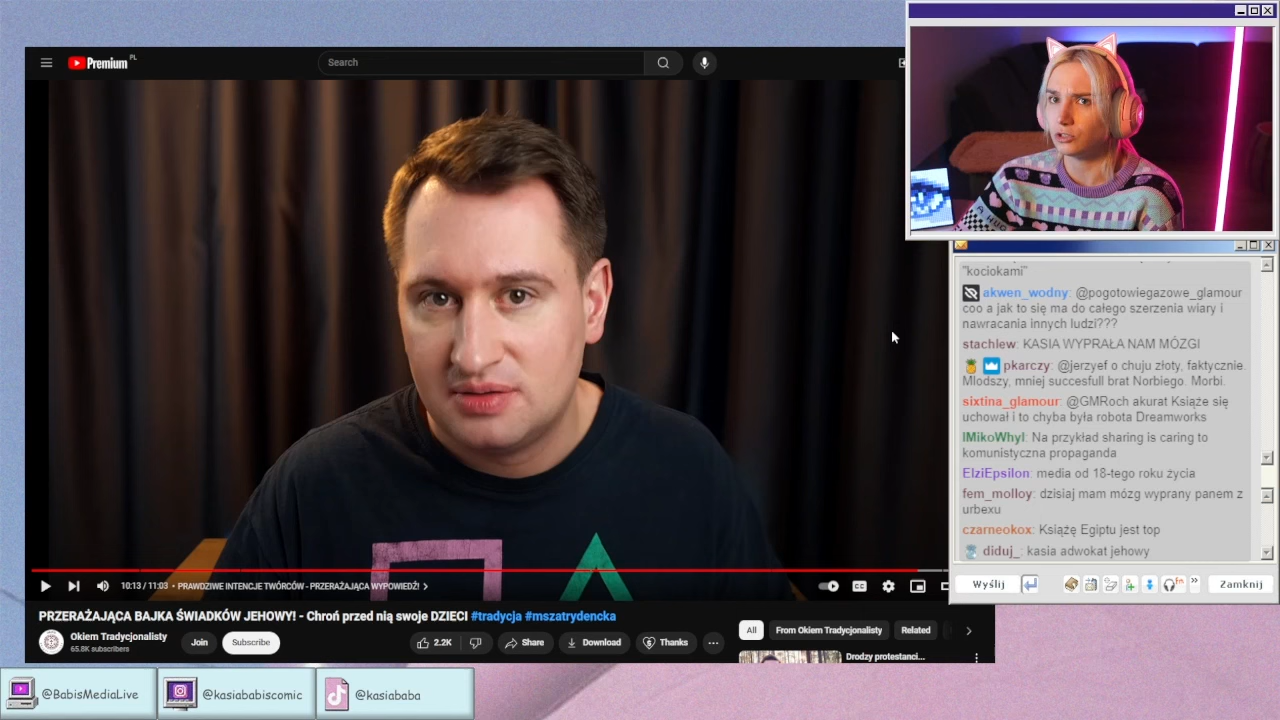 Premium PL
Search
"kociokami"
akwen_wodny: @pogotowiegazowe_glamour
coo a jak to się ma do całego szerzenia wiary i
nawracania innych ludzi???
stachlew: KASIA WYPRAŁA NAM MÓZGI
pkarczy: @jerzyef o chuju złoty, faktycznie.
Młodszy, mniej succesfull brat Norbiego. Morbi.
sixtina_glamour: @GMRoch akurat Książe się
uchował i to chyba była robota Dreamworks
IMikoWhyI: Na przykład sharing is caring to
komunistyczna propaganda
ElziEpsilon: media od 18-tego roku życia
fem_molloy: dzisiaj mam mózg wyprany panem z
urbexu
czarneokox: Książę Egiptu jest top
diduj_: kasia adwokat jehowy
Wyślij
fn
Zamknij
10:13 / 11:03 • PRAWDZIWE INTENCJE TWÓRCÓW - PRZERAŻAJĄCA WYPOWIEDŹ!
CC
PRZERAŻAJĄCA BAJKA ŚWIADKÓW JEHOWY! - Chroń przed nią swoje DZIECI #tradycja #mszatrydencka
Okiem Tradycjonalisty
65.8K subscribers
Join
Subscribe
2.2K
Share
Download
Thanks
All
From Okiem Tradycjonalisty
Related
Drodzy protestanci...
@BabisMediaLive
@kasiababiscomic
@kasiababa